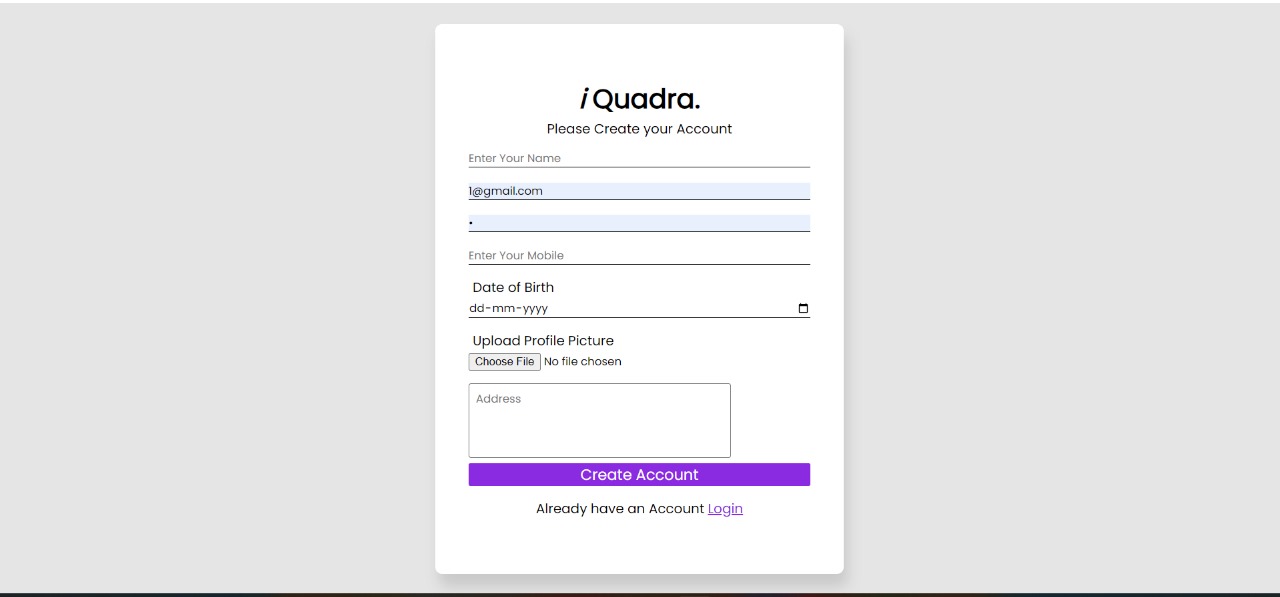 i Quadra.
Please Create your Account
Enter Your Name
1@gmail.com
•
Enter Your Mobile
Date of Birth
dd-mm-yyyy
Upload Profile Picture
Choose File No file chosen
Address
Create Account
Already have an Account Login